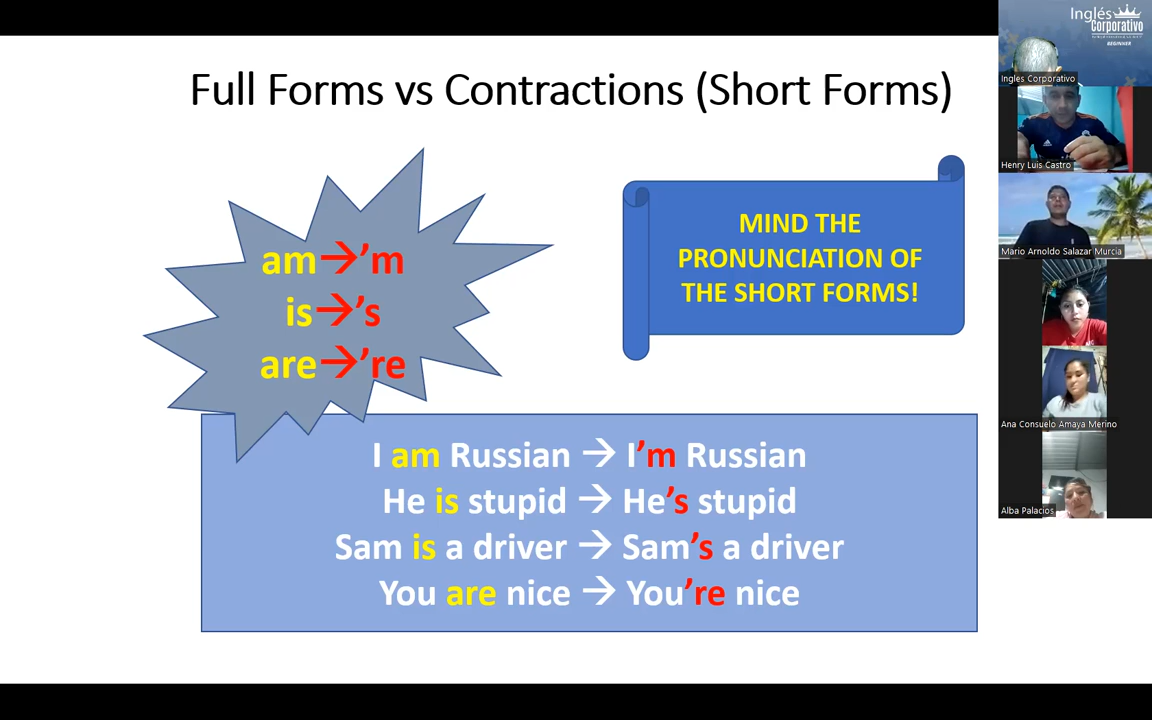 Full Forms vs Contractions (Short Forms)
am→’m
is→’s
are→’re
MIND THE
PRONUNCIATION OF
THE SHORT FORMS!
I am Russian → I’m Russian
He is stupid → He’s stupid
Sam is a driver → Sam’s a driver
You are nice → You’re nice
Inglés
Corporativo
BEGINNER
Ingles Corporativo
Henry Luis Castro
Mario Arnoldo Salazar Murcia
Ana Consuelo Amaya Merino
Alba Palacios